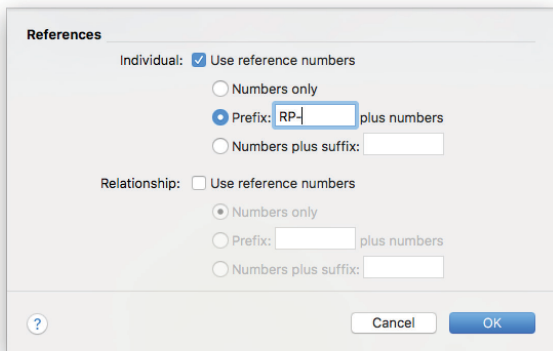 References
Individual: Use reference numbers
Numbers only
Prefix: RP- plus numbers
Numbers plus suffix:
Relationship: Use reference numbers
Numbers only
Prefix: plus numbers
Numbers plus suffix:
? Cancel OK